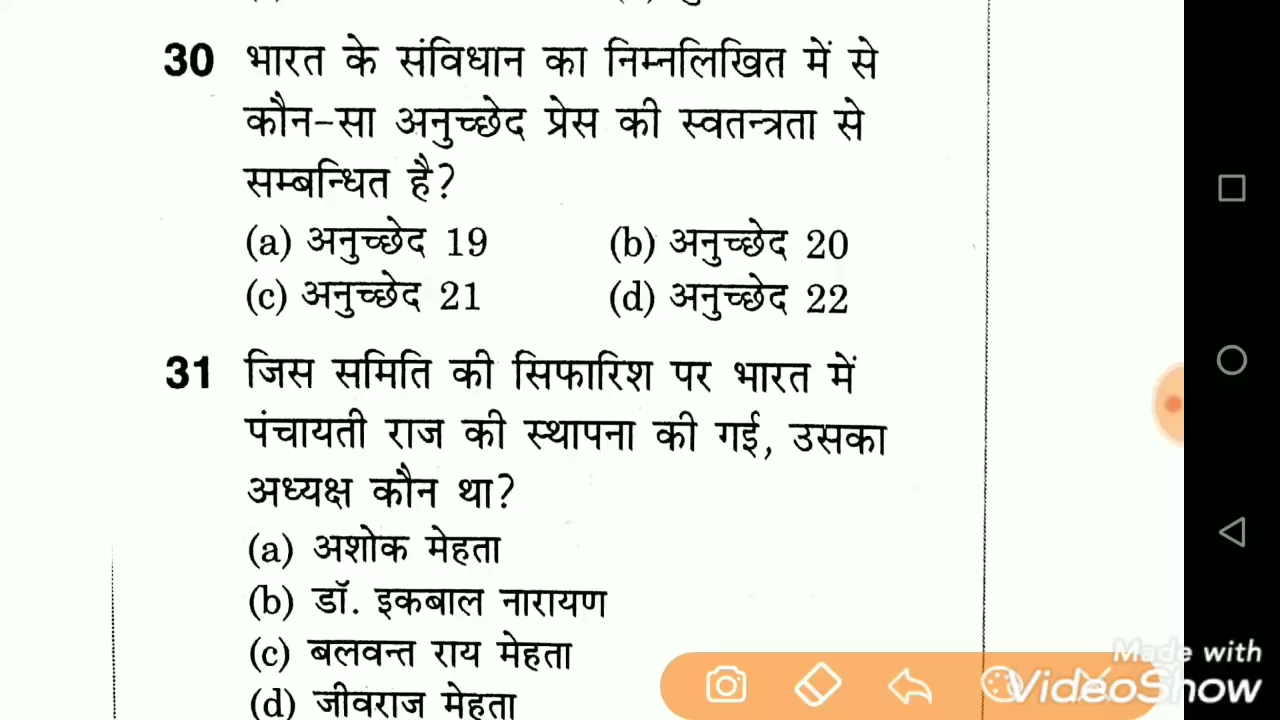 30 भारत के संविधान का निम्नलिखित में से
कौन-सा अनुच्छेद प्रेस की स्वतन्त्रता से
सम्बन्धित है?
(a) अनुच्छेद 19 (b) अनुच्छेद 20
(c) अनुच्छेद 21 (d) अनुच्छेद 22
31 जिस समिति की सिफारिश पर भारत में
पंचायती राज की स्थापना की गई, उसका
अध्यक्ष कौन था?
(a) अशोक मेहता
(b) डॉ. इकबाल नारायण
(c) बलवन्त राय मेहता
(d) जीवराज मेहता
Made with
VideoShow